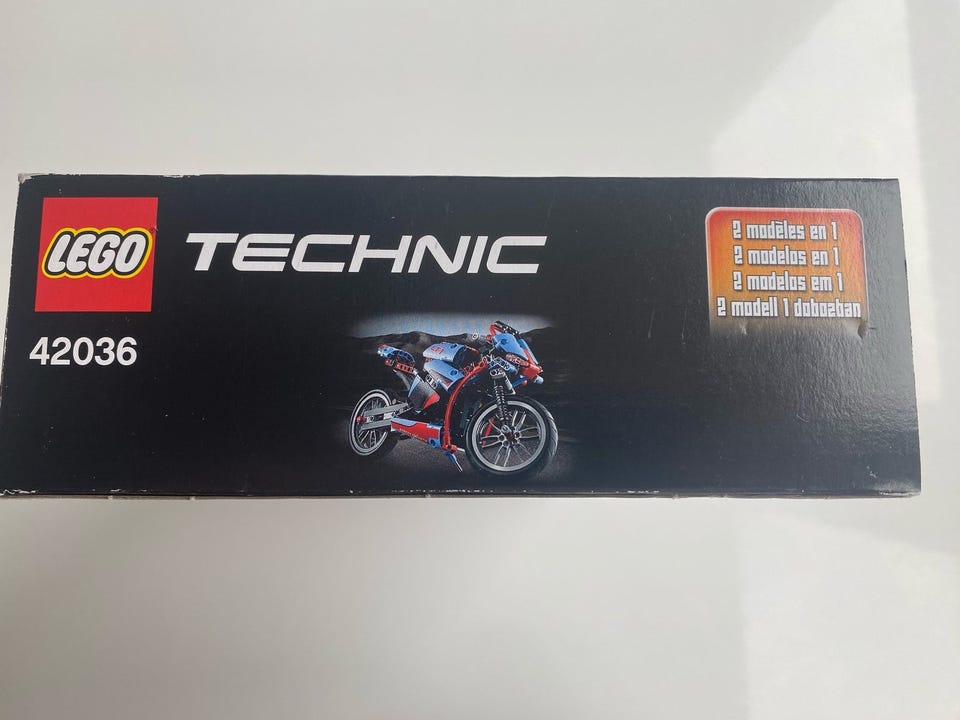 LEGO TECHNIC
42036
2 modèles en 1
2 modelos en 1
2 modelos em 1
2 modell 1 dobozban